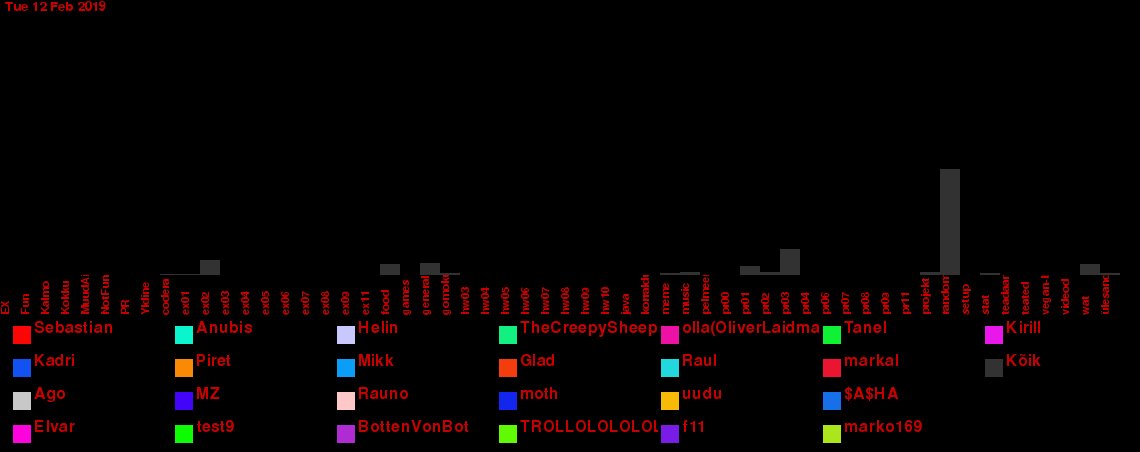 Tue 12 Feb 2019
EX Fun Kalmo Kokku MuudAi NotFun PR Yldine codera ex01 ex02 ex03 ex04 ex05 ex06 ex07 ex08 ex09 ex11 food games general gomoku hw03 hw04 hw05 hw06 hw07 hw08 hw09 hw10 java korraldu meme music pelmeei pr00 pr01 pr02 pr03 pr04 pr06 pr07 pr08 pr09 pr11 projekt random setup stat teadaar teated vegan-l videod wat ülesand
Sebastian Anubis Helin TheCreepySheep olla(OliverLaidma Tanel Kirill
Kadri Piret Mikk Glad Raul markal Kõik
Ago MZ Rauno moth uudu $A$HA
Elvar test9 BottenVonBot TROLLOLOLOLOL f11 marko169